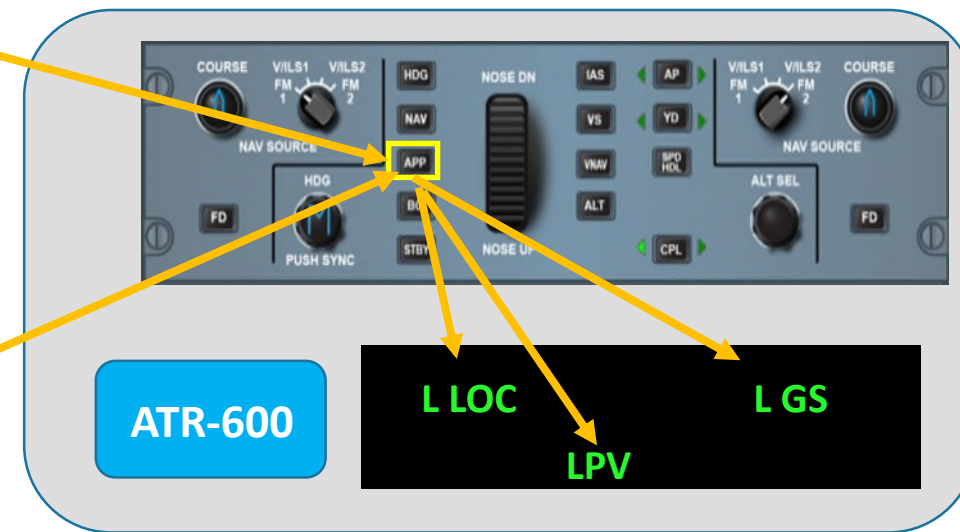 COURSE V/ILS1 V/ILS2 HDG NOSE DN IAS AP V/ILS1 V/ILS2 COURSE
FM FM FM FM
1 2 1 2
NAV VS YD
NAV SOURCE NAV SOURCE
APP VNAV SPD
HDL
HDG ALT SEL
FD ALT FD
PUSH SYNC STBY NOSE CPL
L LOC L GS
ATR-600
LPV